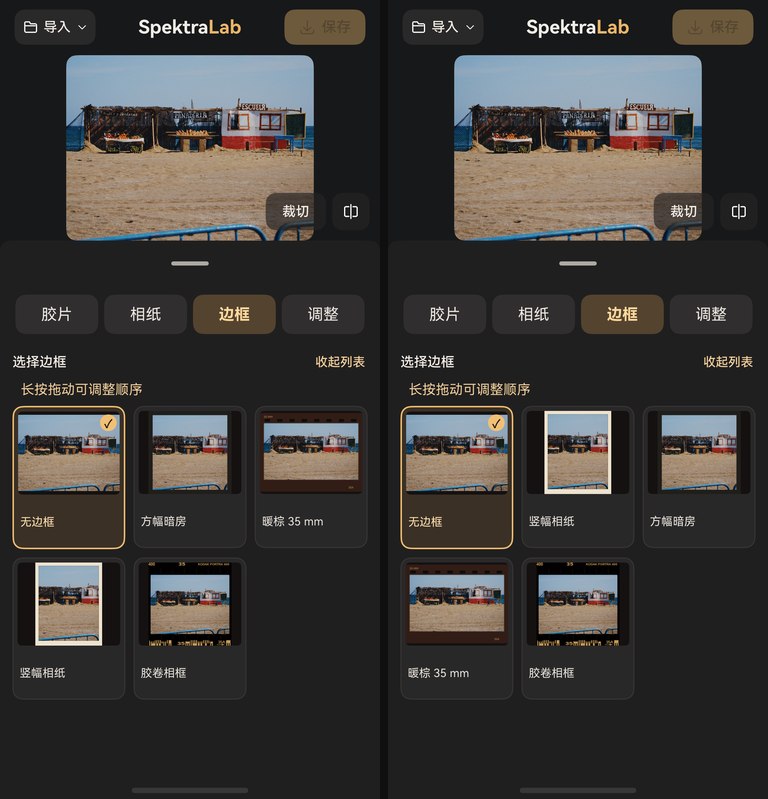 导入
SpektraLab
保存
ESCUELA
裁切
胶片
相纸
边框
调整
选择边框
收起列表
长按拖动可调整顺序
无边框
方幅暗房
暖棕 35 mm
竖幅相纸
胶卷相框
导入
SpektraLab
保存
ESCUELA
裁切
胶片
相纸
边框
调整
选择边框
收起列表
长按拖动可调整顺序
无边框
竖幅相纸
方幅暗房
暖棕 35 mm
胶卷相框